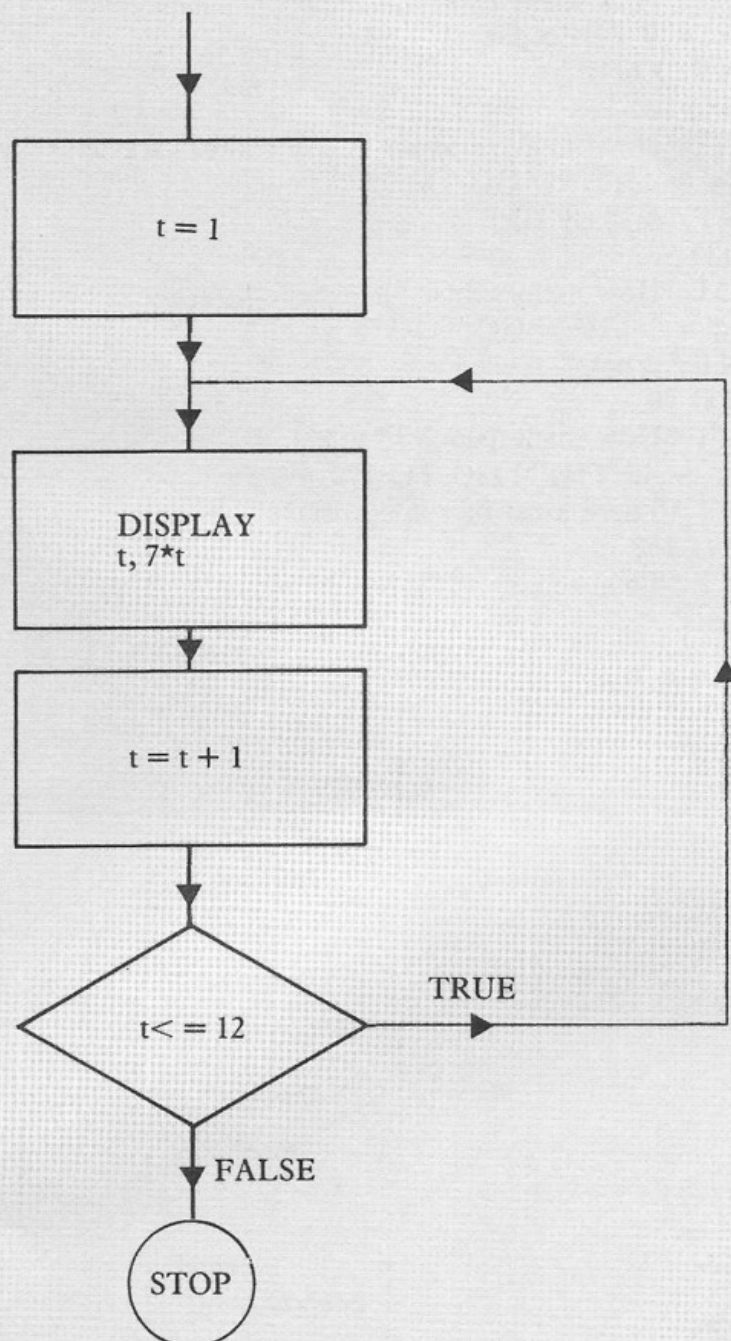 t = 1
DISPLAY
t, 7*t
t = t + 1
t< = 12
TRUE
FALSE
STOP